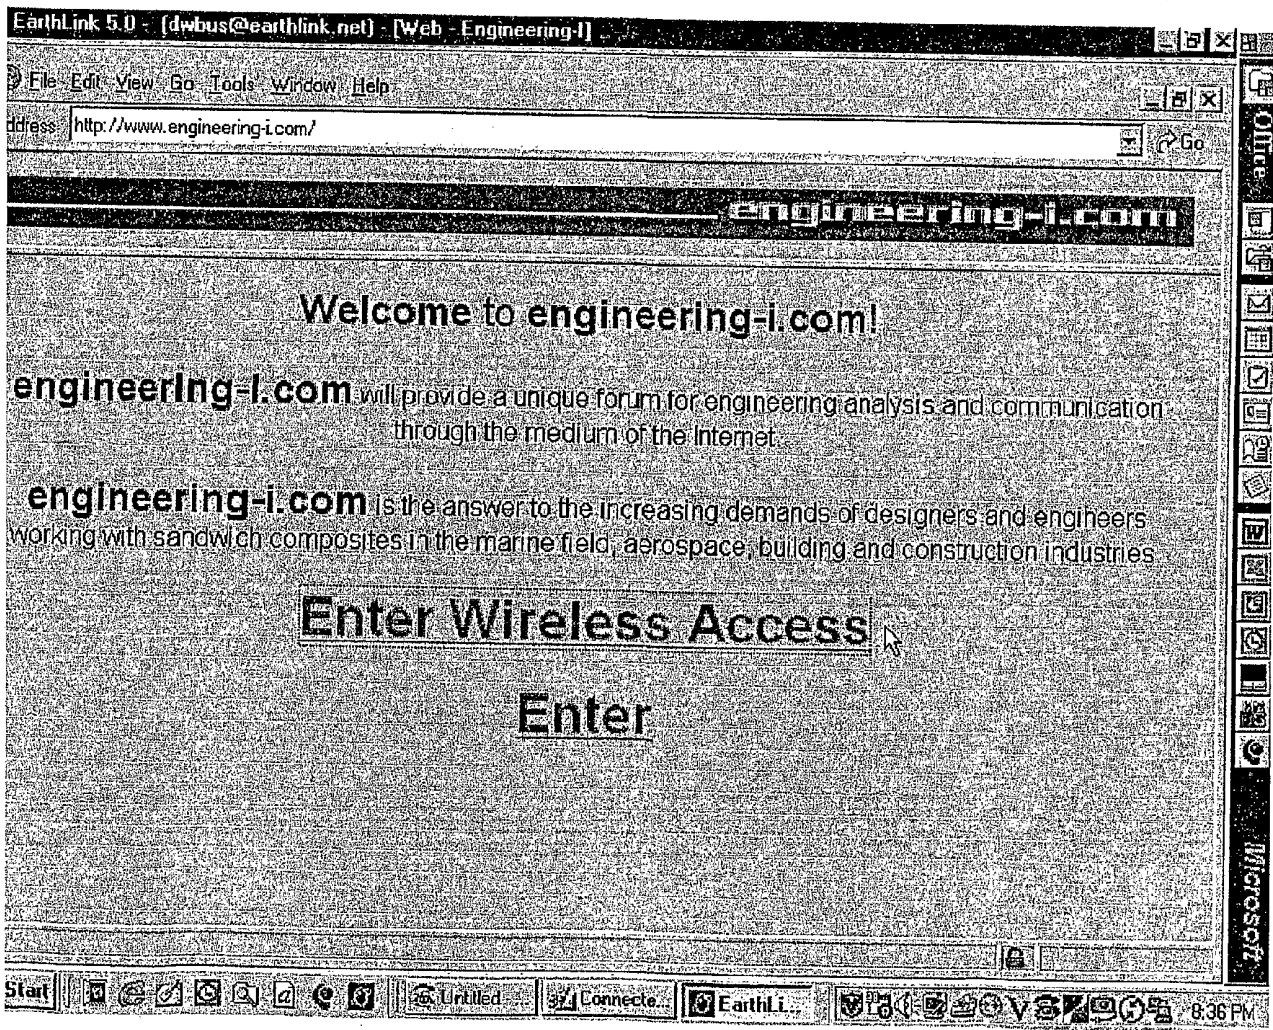 EarthLink 5.0 - [dwbus@earthlink.net] - [Web - Engineering-I]
File Edit View Go Tools Window Help
ddress http://www.engineering-i.com/ Go
Office
engineering-i.com
Welcome to engineering-i.com!
engineering-i.com will provide a unique forum for engineering analysis and communication
through the medium of the Internet.
engineering-i.com is the answer to the increasing demands of designers and engineers
working with sandwich composites in the marine field, aerospace, building and construction industries
Enter Wireless Access
Enter
Microsoft
Start Untitled Connecte... EarthLi... 8:36 PM